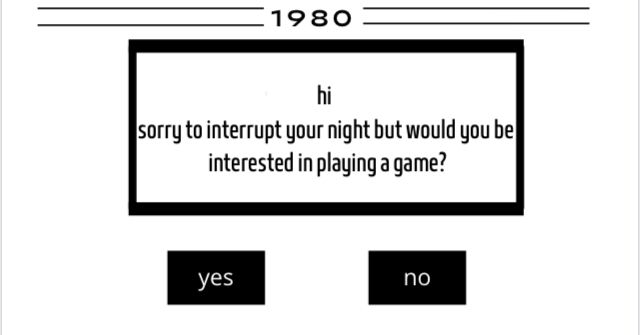 1980
hi
sorry to interrupt your night but would you be
interested in playing a game?
yes
no